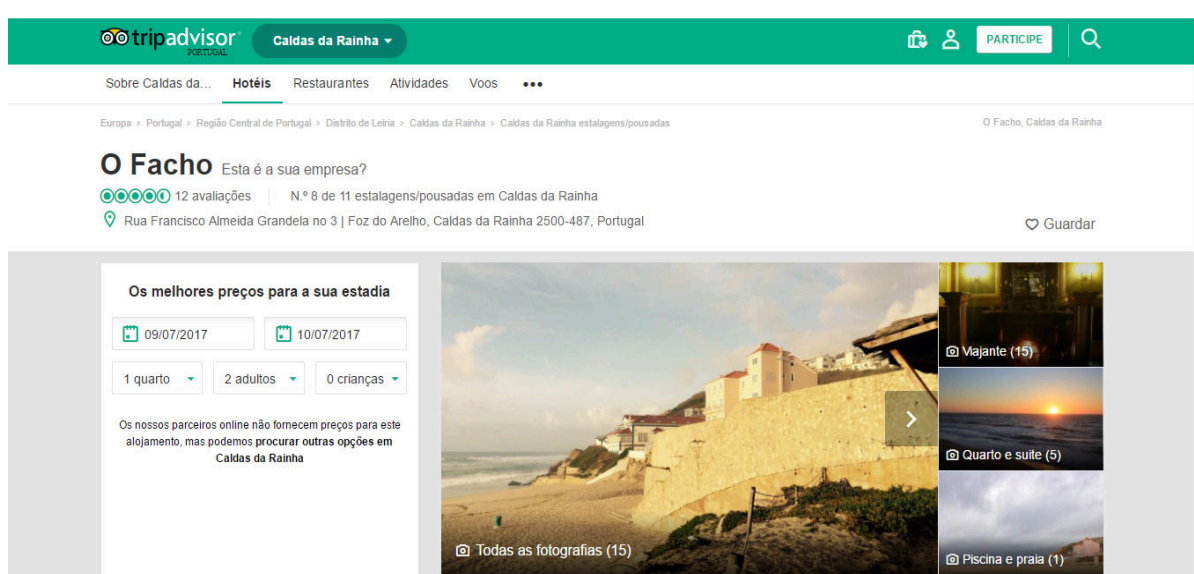 tripadvisor
PORTUGAL
Caldas da Rainha
PARTICIPE
Sobre Caldas da... Hotéis Restaurantes Atividades Voos •••
Europa › Portugal › Região Central de Portugal › Distrito de Leiria › Caldas da Rainha › Caldas da Rainha estalagens/pousadas
O Facho, Caldas da Rainha
O Facho Esta é a sua empresa?
12 avaliações N.º 8 de 11 estalagens/pousadas em Caldas da Rainha
Rua Francisco Almeida Grandela no 3 | Foz do Arelho, Caldas da Rainha 2500-487, Portugal
Guardar
Os melhores preços para a sua estadia
09/07/2017 10/07/2017
1 quarto 2 adultos 0 crianças
Os nossos parceiros online não fornecem preços para este
alojamento, mas podemos procurar outras opções em
Caldas da Rainha
Todas as fotografias (15)
Viajante (15)
Quarto e suíte (5)
Piscina e praia (1)